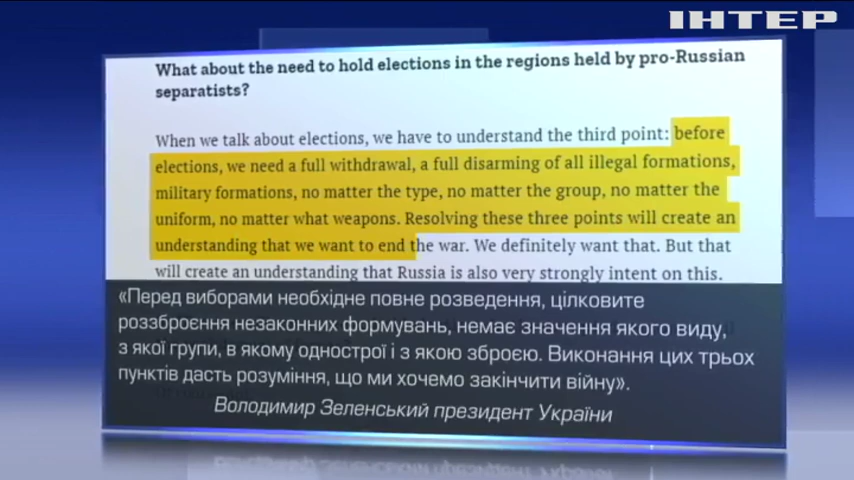 ІНТЕР
What about the need to hold elections in the regions held by pro-Russian
separatists?
When we talk about elections, we have to understand the third point: before
elections, we need a full withdrawal, a full disarming of all illegal formations,
military formations, no matter the type, no matter the group, no matter the
uniform, no matter what weapons. Resolving these three points will create an
understanding that we want to end the war. We definitely want that. But that
will create an understanding that Russia is also very strongly intent on this.
«Перед виборами необхідне повне розведення, цілковите
роззброєння незаконних формувань, немає значення якого виду,
з якої групи, в якому однострої і з якою зброєю. Виконання цих трьох
пунктів дасть розуміння, що ми хочемо закінчити війну».
Володимир Зеленський президент України